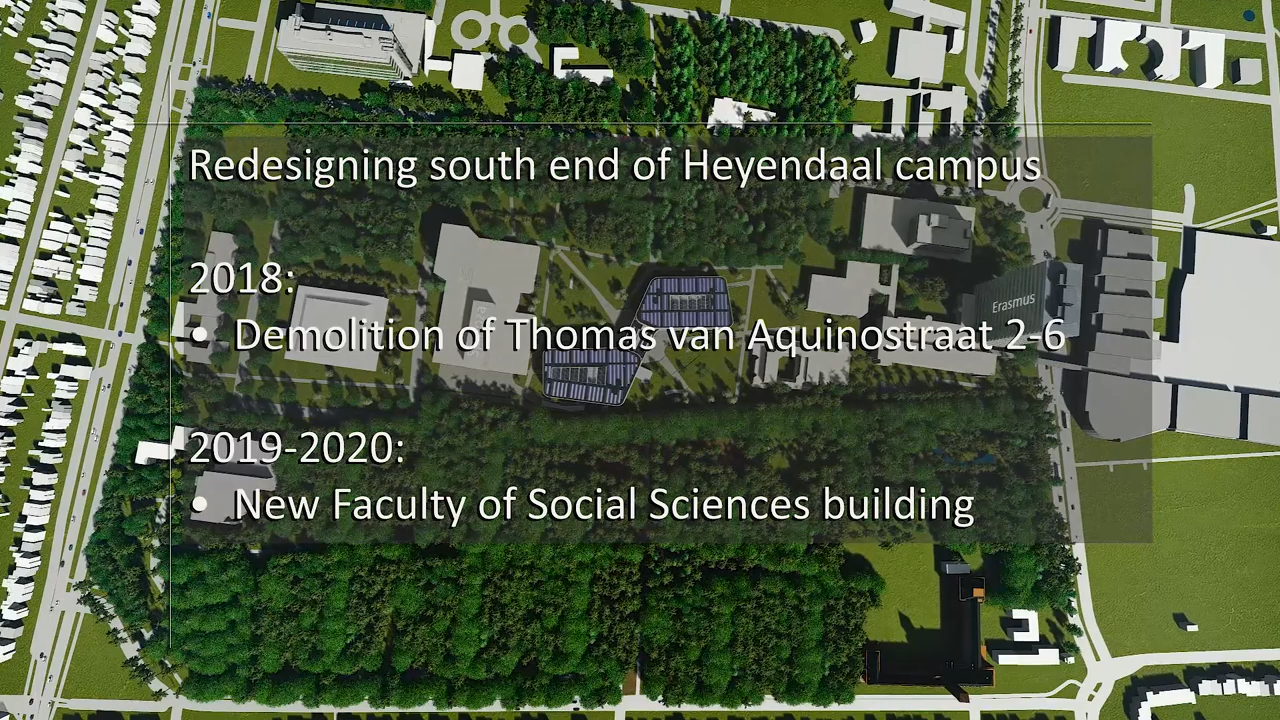 Redesigning south end of Heyendaal campus
2018:
• Demolition of Thomas van Aquinostraat 2-6
2019-2020:
• New Faculty of Social Sciences building
Erasmus